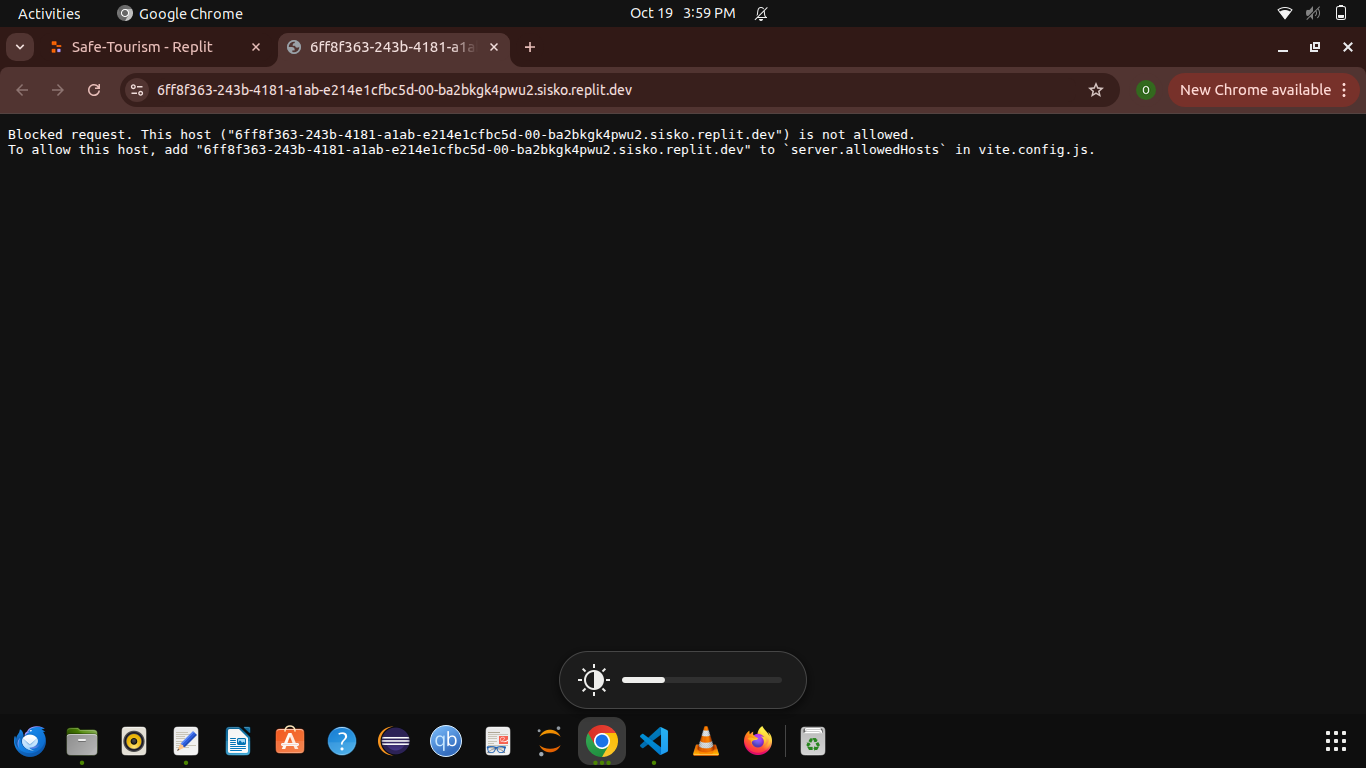 Activities
Google Chrome
Oct 19 3:59 PM
Safe-Tourism - Replit
6ff8f363-243b-4181-a1a
6ff8f363-243b-4181-a1ab-e214e1cfbc5d-00-ba2bkgk4pwu2.sisko.replit.dev
O
New Chrome available
Blocked request. This host ("6ff8f363-243b-4181-a1ab-e214e1cfbc5d-00-ba2bkgk4pwu2.sisko.replit.dev") is not allowed.
To allow this host, add "6ff8f363-243b-4181-a1ab-e214e1cfbc5d-00-ba2bkgk4pwu2.sisko.replit.dev" to `server.allowedHosts` in vite.config.js.
?
qb